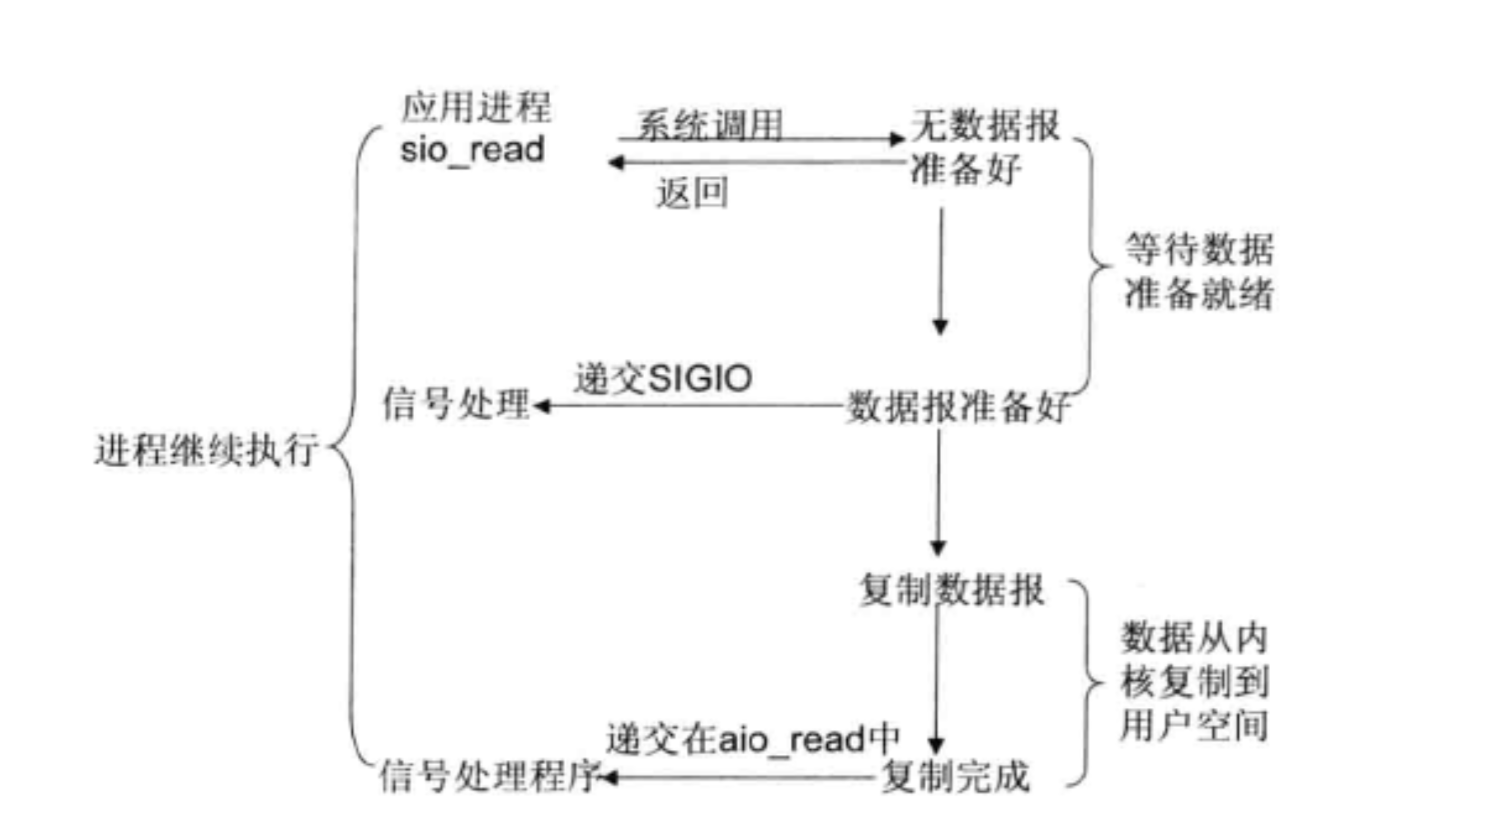 应用进程
sio_read
系统调用
返回
无数据报
准备好
等待数据
准备就绪
递交SIGIO
信号处理
数据报准备好
进程继续执行
复制数据报
数据从内
核复制到
用户空间
递交在aio_read中
信号处理程序
复制完成